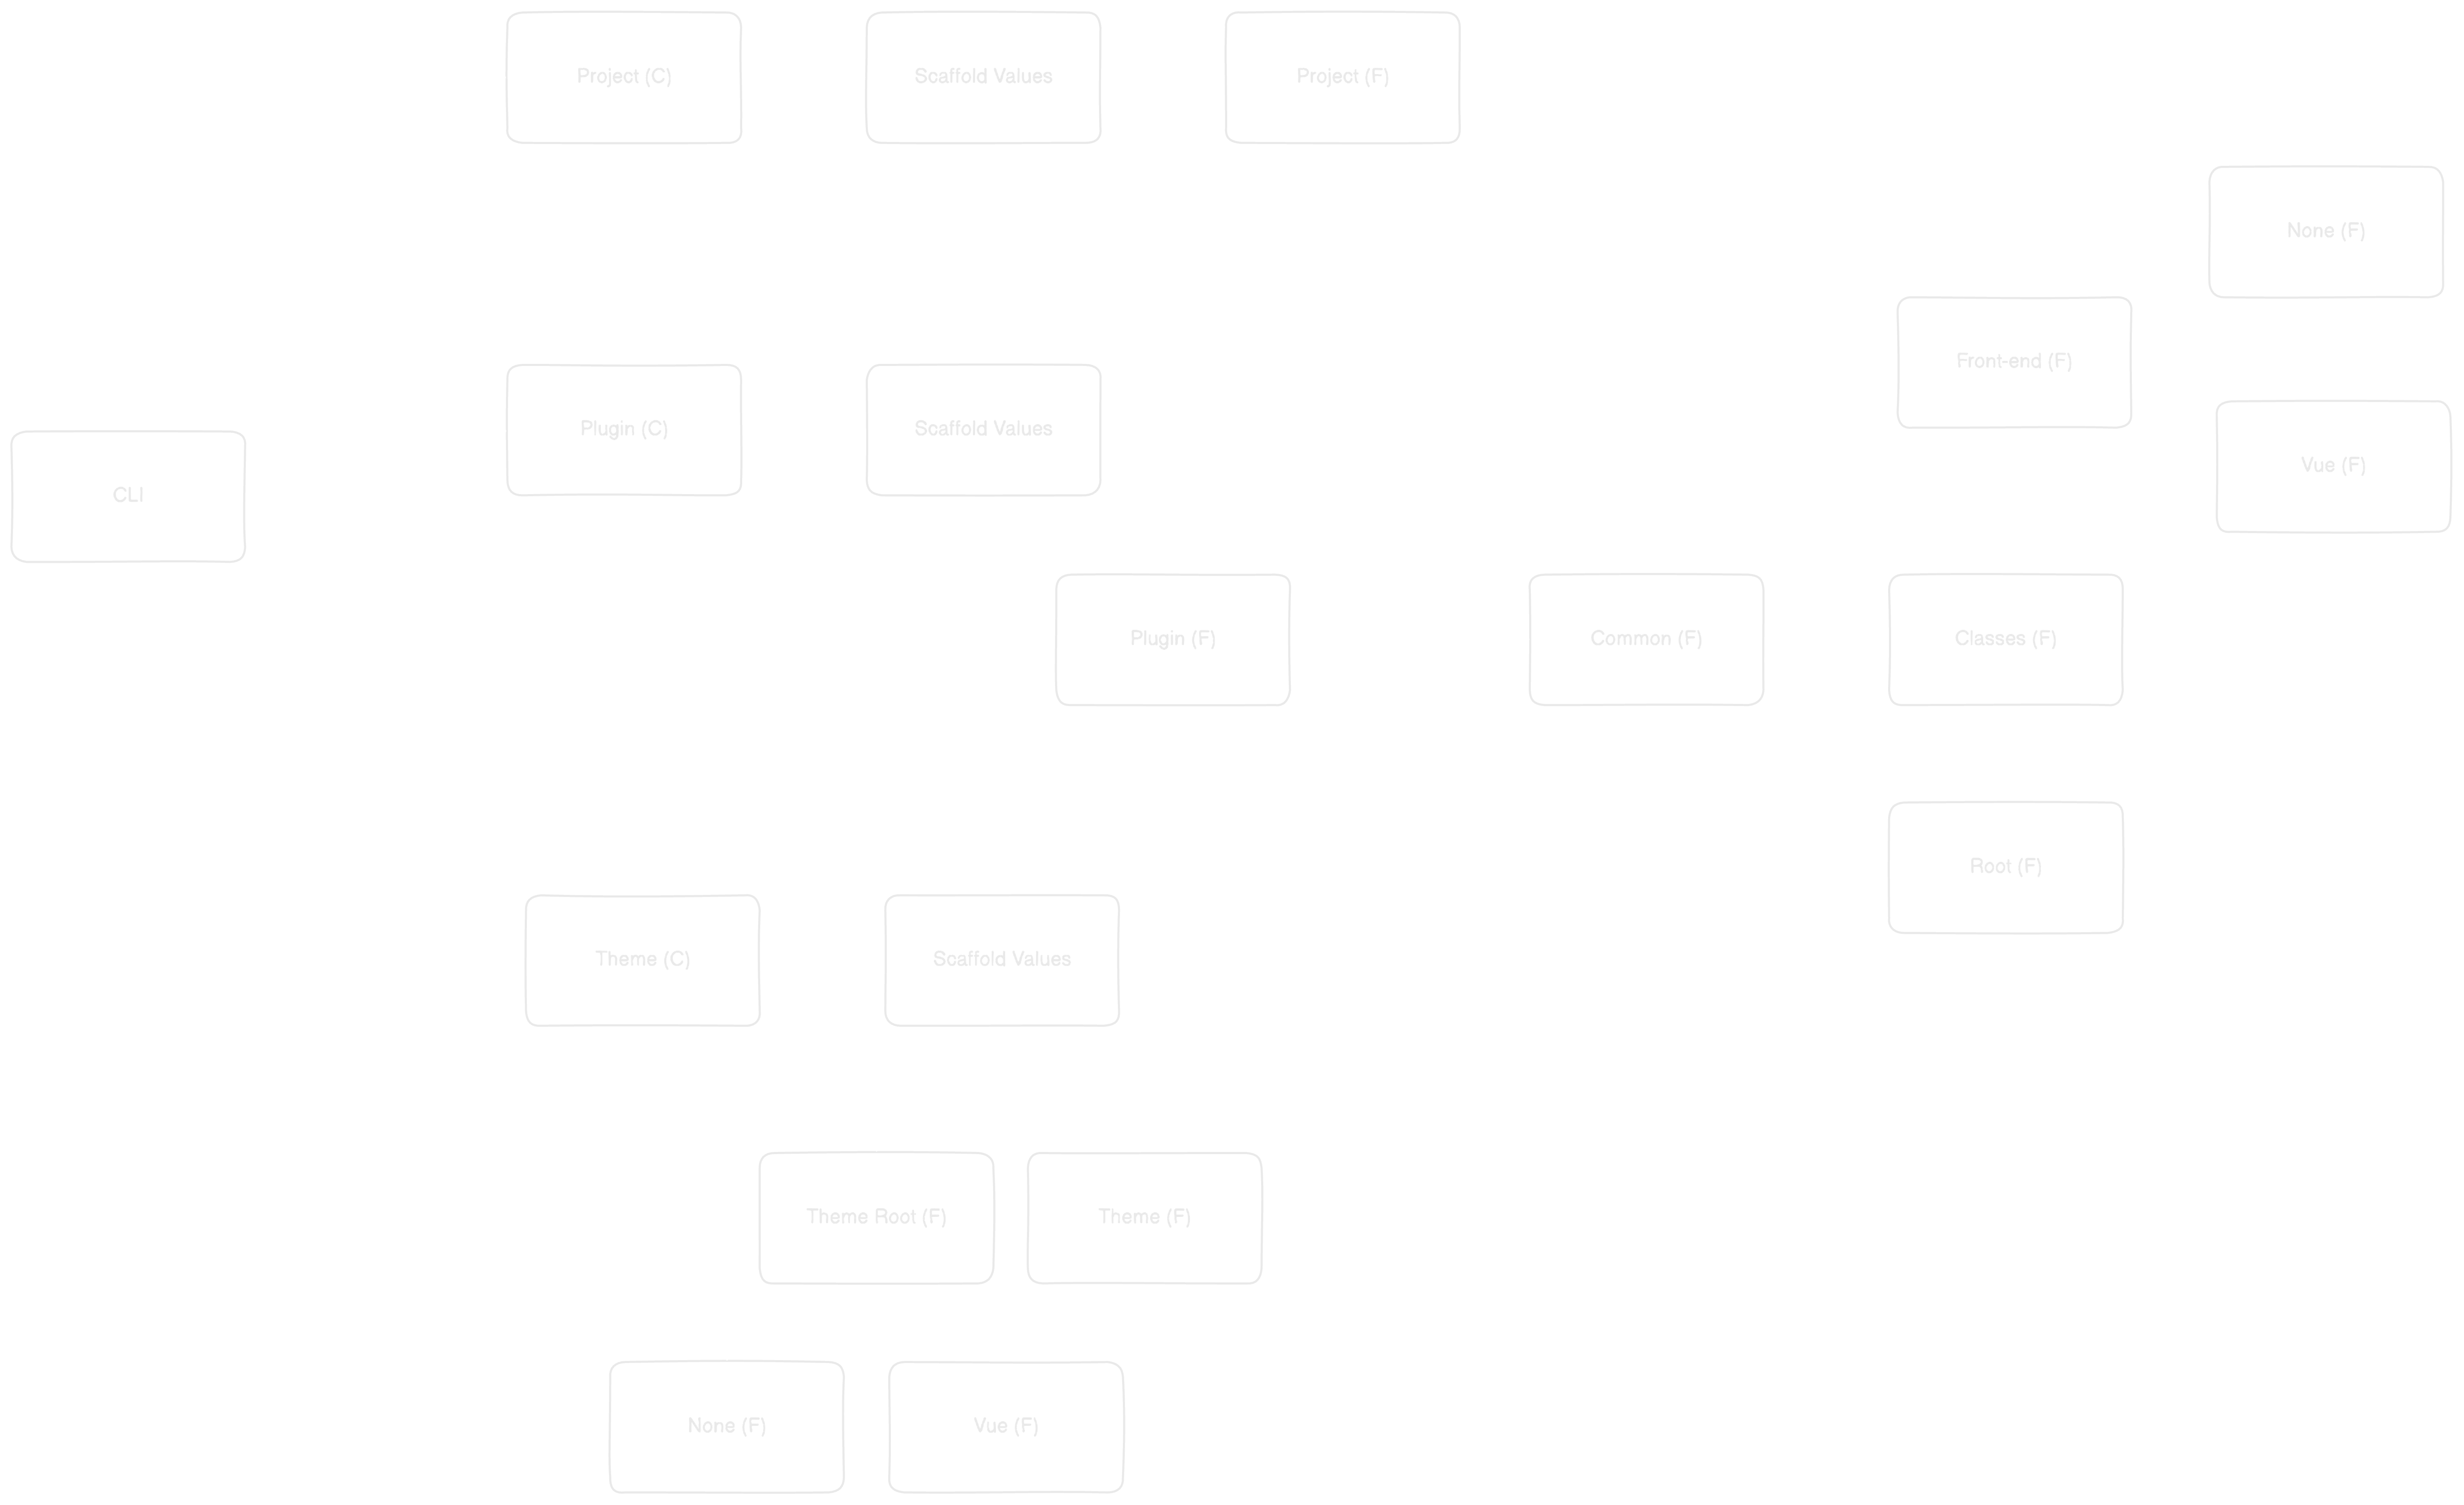 Project (C)
Scaffold Values
Project (F)
None (F)
Front-end (F)
Plugin (C)
Scaffold Values
Vue (F)
CLI
Plugin (F)
Common (F)
Classes (F)
Root (F)
Theme (C)
Scaffold Values
Theme Root (F)
Theme (F)
None (F)
Vue (F)